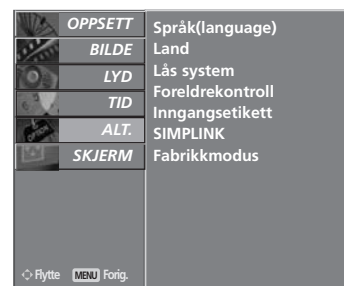 OPPSETT
BILDE
LYD
TID
ALT.
SKJERM
Språk(language)
Land
Lås system
Foreldrekontroll
Inngangsetikett
SIMPLINK
Fabrikkmodus
Flytte MENU Forig.